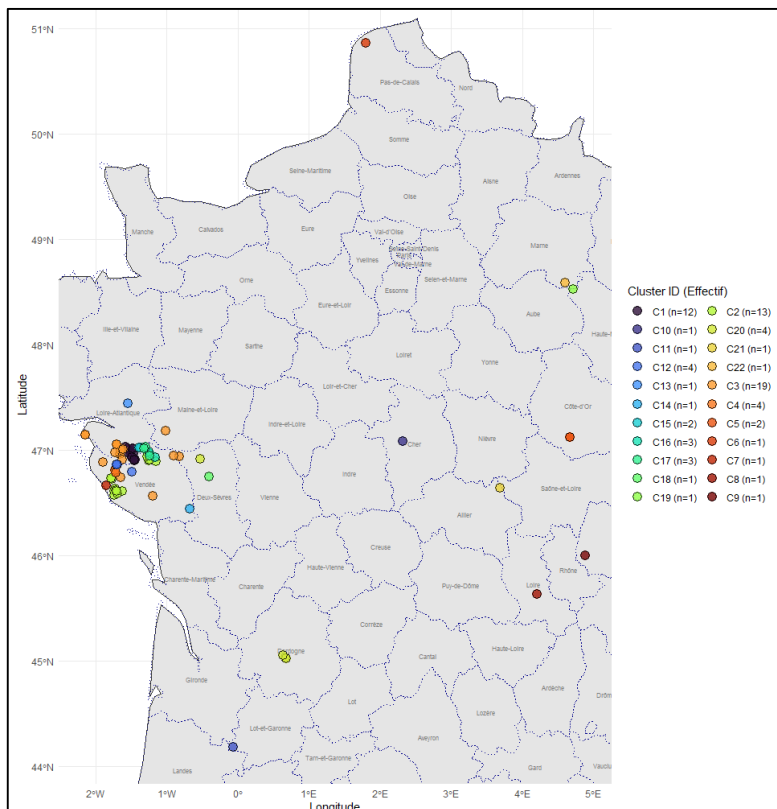 51°N
50°N
49°N
48°N
47°N
46°N
45°N
44°N
Latitude
2°W 1°W 0° 1°E 2°E 3°E 4°E 5°E
Longitude
Pas-de-Calais
Nord
Somme
Seine-Maritime
Aisne
Ardennes
Oise
Manche
Calvados
Eure
Val-d'Oise
Seine-Saint-Denis
Paris
Yvelines
Marne
Essonne
Seine-et-Marne
Orne
Eure-et-Loir
Aube
Haute-
Ille-et-Vilaine
Mayenne
Sarthe
Loiret
Yonne
Loir-et-Cher
Côte-d'Or
Loire-Atlantique
Maine-et-Loire
Indre-et-Loire
Cher
Nièvre
Vendée
Deux-Sèvres
Vienne
Indre
Saône-et-Loire
Allier
Creuse
Charente-Maritime
Charente
Haute-Vienne
Puy-de-Dôme
Loire
Rhône
Corrèze
Dordogne
Cantal
Haute-Loire
Gironde
Ardèche
Lot
Lot-et-Garonne
Lozère
Aveyron
Landes
Tarn-et-Garonne
Gard
Cluster ID (Effectif)
C1 (n=12) C2 (n=13)
C10 (n=1) C20 (n=4)
C11 (n=1) C21 (n=1)
C12 (n=4) C22 (n=1)
C13 (n=1) C3 (n=19)
C14 (n=1) C4 (n=4)
C15 (n=2) C5 (n=2)
C16 (n=3) C6 (n=1)
C17 (n=3) C7 (n=1)
C18 (n=1) C8 (n=1)
C19 (n=1) C9 (n=1)